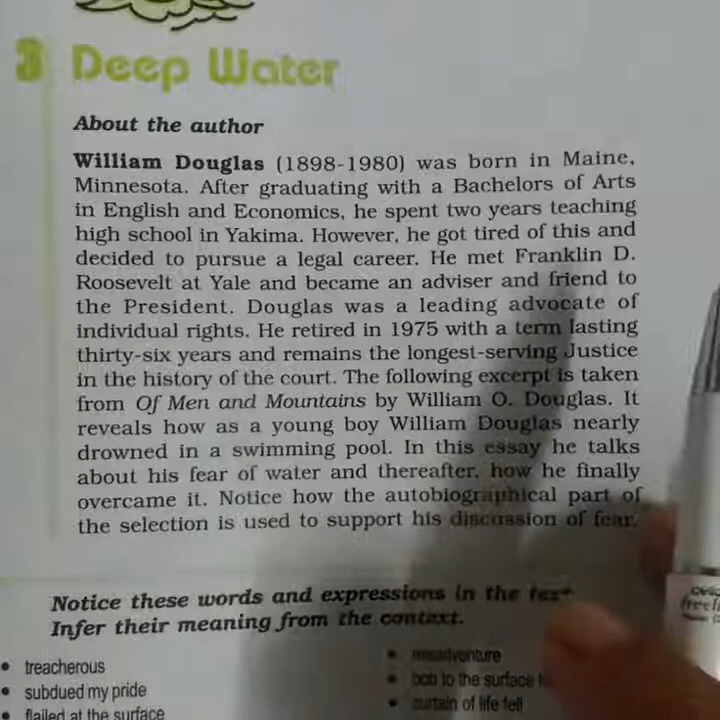 3 Deep Water
About the author
William Douglas (1898-1980) was born in Maine,
Minnesota. After graduating with a Bachelors of Arts
in English and Economics, he spent two years teaching
high school in Yakima. However, he got tired of this and
decided to pursue a legal career. He met Franklin D.
Roosevelt at Yale and became an adviser and friend to
the President. Douglas was a leading advocate of
individual rights. He retired in 1975 with a term lasting
thirty-six years and remains the longest-serving Justice
in the history of the court. The following excerpt is taken
from Of Men and Mountains by William O. Douglas. It
reveals how as a young boy William Douglas nearly
drowned in a swimming pool. In this essay he talks
about his fear of water and thereafter, how he finally
overcame it. Notice how the autobiographical part of
the selection is used to support his discussion of fear.
Notice these words and expressions in the text
Infer their meaning from the context.
• treacherous
• subdued my pride
• flailed at the surface
• misadventure
• bob to the surface
• curtain of life fell